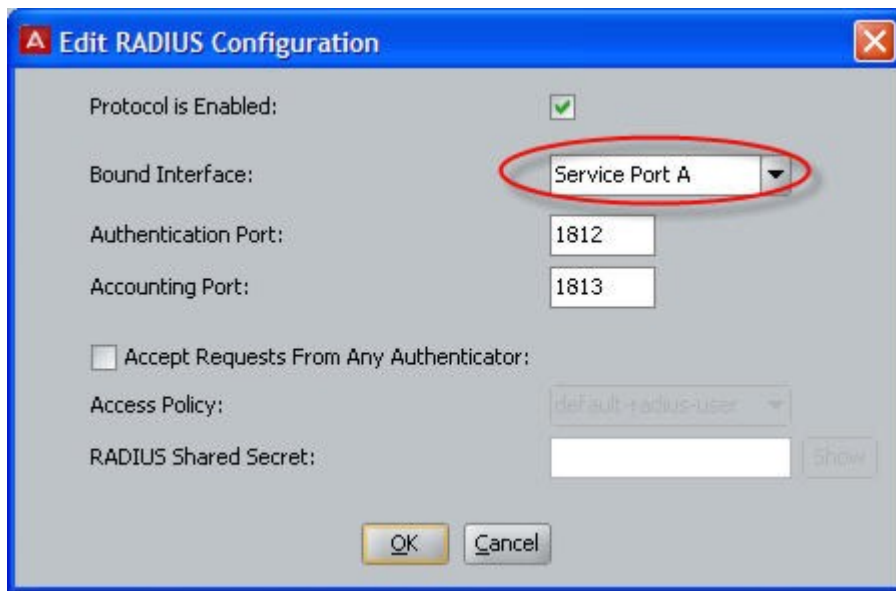 Edit RADIUS Configuration
Protocol is Enabled:
Bound Interface: Service Port A
Authentication Port: 1812
Accounting Port: 1813
Accept Requests From Any Authenticator:
Access Policy: default-radius-user
RADIUS Shared Secret: Show
OK Cancel